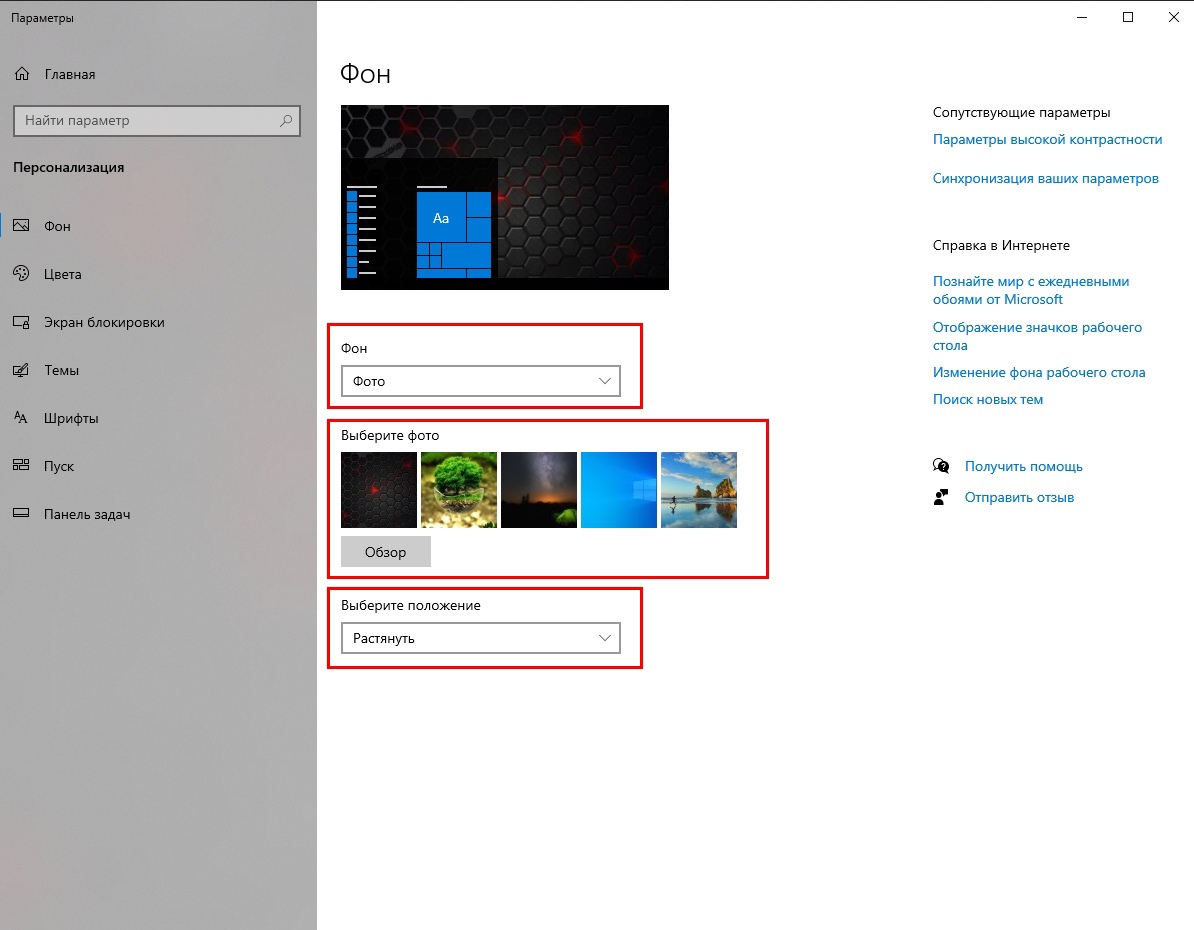 Параметры
Главная
Найти параметр
Персонализация
Фон
Цвета
Экран блокировки
Темы
Шрифты
Пуск
Панель задач
Фон
Aa
Фон
Фото
Выберите фото
Обзор
Выберите положение
Растянуть
Сопутствующие параметры
Параметры высокой контрастности
Синхронизация ваших параметров
Справка в Интернете
Познайте мир с ежедневными
обоями от Microsoft
Отображение значков рабочего
стола
Изменение фона рабочего стола
Поиск новых тем
Получить помощь
Отправить отзыв